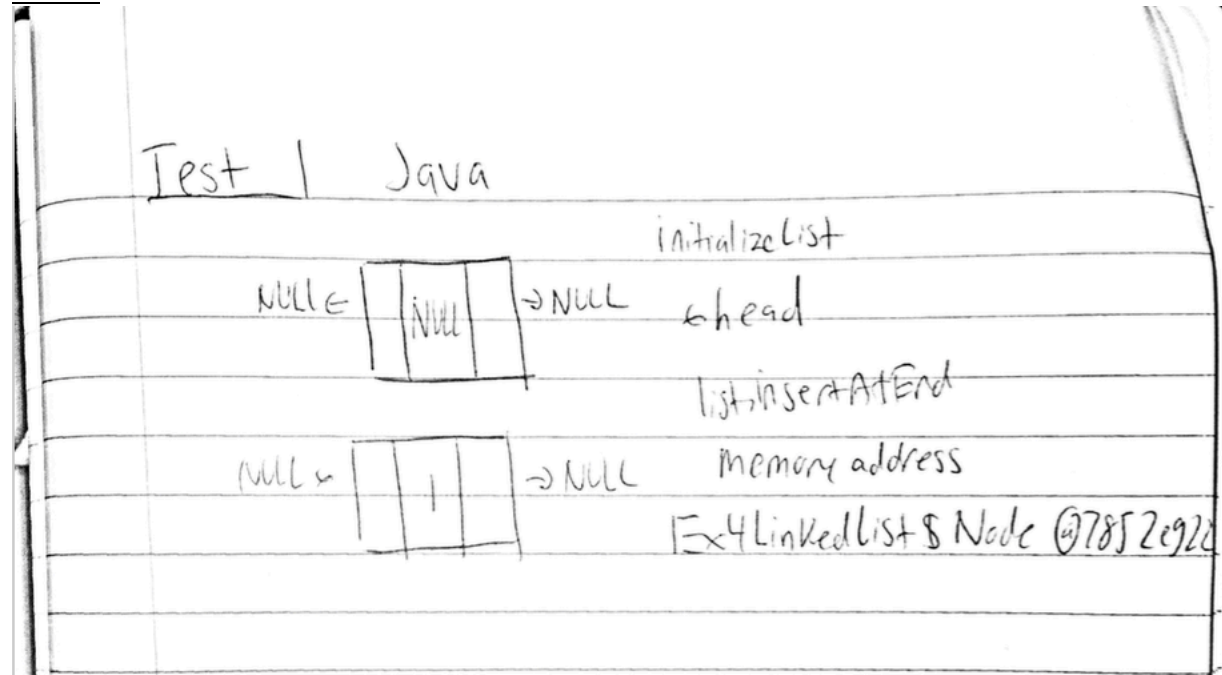 Test 1 Java
initializeList
NULL ← NULL → NULL ← head
list.insertAtEnd
NULL ← 1 → NULL memory address
Ex4LinkedList$Node@7852e922